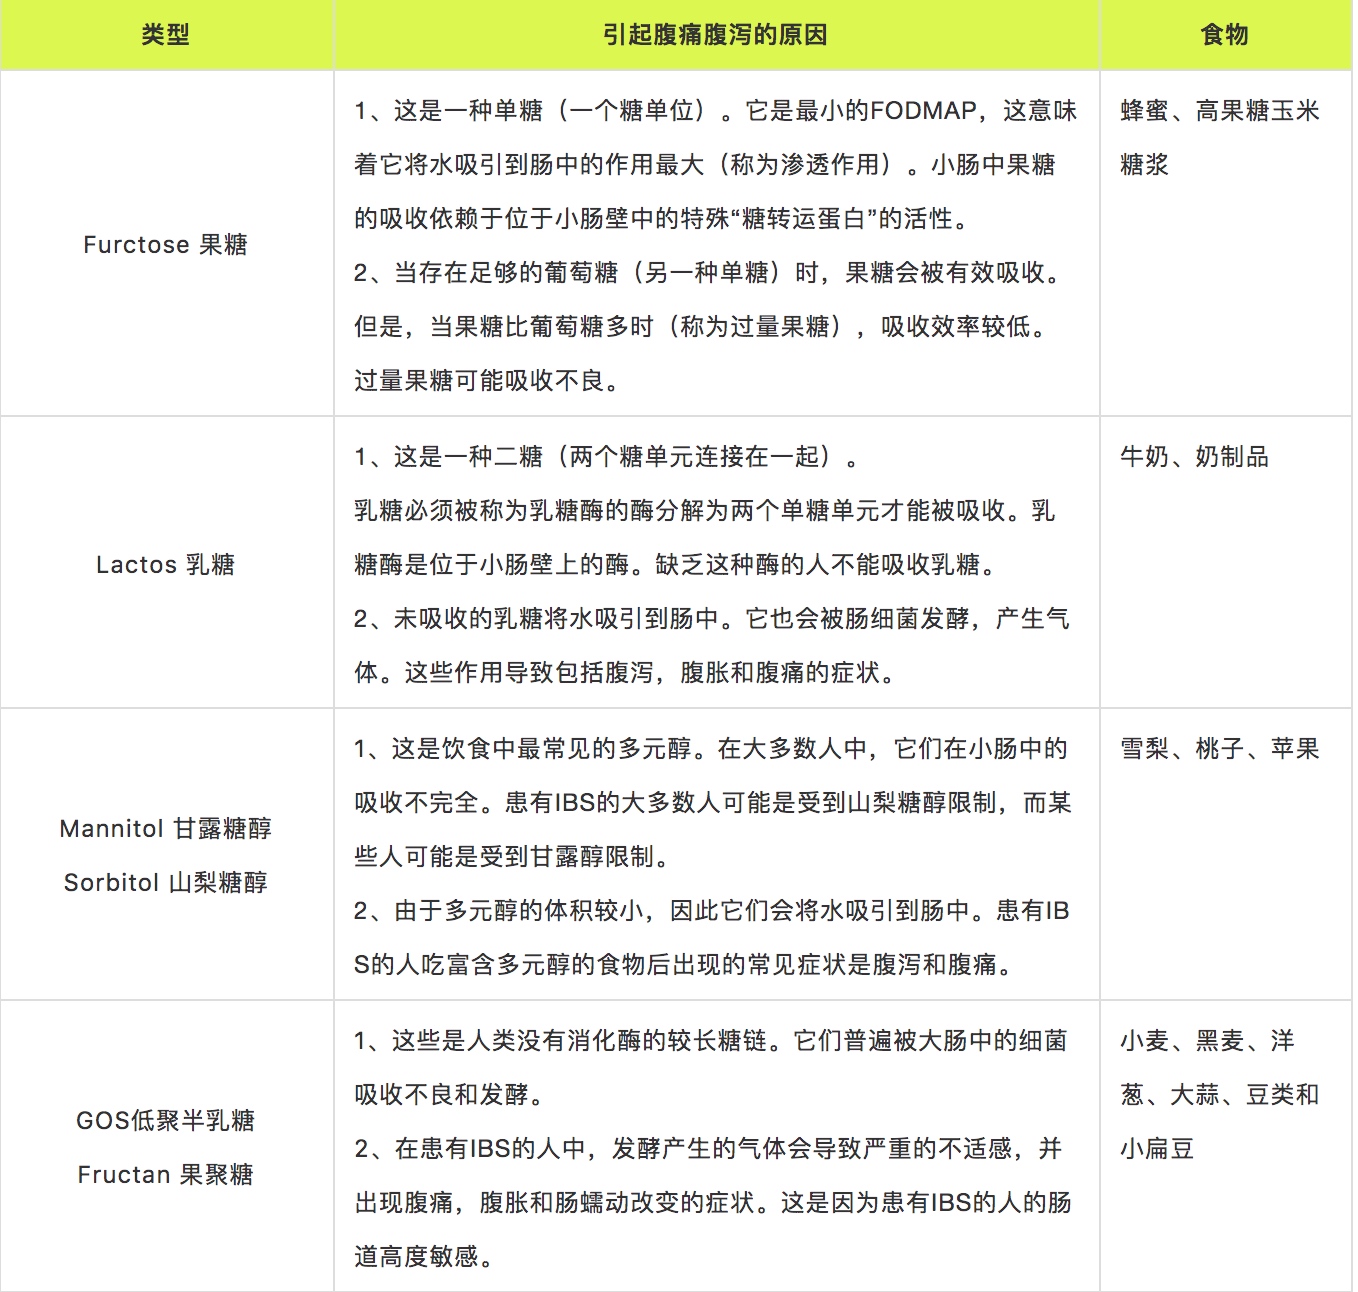 类型
引起腹痛腹泻的原因
食物
Furctose 果糖
1、这是一种单糖（一个糖单位）。它是最小的FODMAP，这意味
着它将水吸引到肠中的作用最大（称为渗透作用）。小肠中果糖
的吸收依赖于位于小肠壁中的特殊“糖转运蛋白”的活性。
2、当存在足够的葡萄糖（另一种单糖）时，果糖会被有效吸收。
但是，当果糖比葡萄糖多时（称为过量果糖），吸收效率较低。
过量果糖可能吸收不良。
蜂蜜、高果糖玉米
糖浆
Lactos 乳糖
1、这是一种二糖（两个糖单元连接在一起）。
乳糖必须被称为乳糖酶的酶分解为两个单糖单元才能被吸收。乳
糖酶是位于小肠壁上的酶。缺乏这种酶的人不能吸收乳糖。
2、未吸收的乳糖将水吸引到肠中。它也会被肠细菌发酵，产生气
体。这些作用导致包括腹泻，腹胀和腹痛的症状。
牛奶、奶制品
Mannitol 甘露糖醇
Sorbitol 山梨糖醇
1、这是饮食中最常见的多元醇。在大多数人中，它们在小肠中的
吸收不完全。患有IBS的大多数人可能是受到山梨糖醇限制，而某
些人可能是受到甘露醇限制。
2、由于多元醇的体积较小，因此它们会将水吸引到肠中。患有IB
S的人吃富含多元醇的食物后出现的常见症状是腹泻和腹痛。
雪梨、桃子、苹果
GOS低聚半乳糖
Fructan 果聚糖
1、这些是人类没有消化酶的较长糖链。它们普遍被大肠中的细菌
吸收不良和发酵。
2、在患有IBS的人中，发酵产生的气体会导致严重的不适感，并
出现腹痛，腹胀和肠蠕动改变的症状。这是因为患有IBS的人的肠
道高度敏感。
小麦、黑麦、洋
葱、大蒜、豆类和
小扁豆